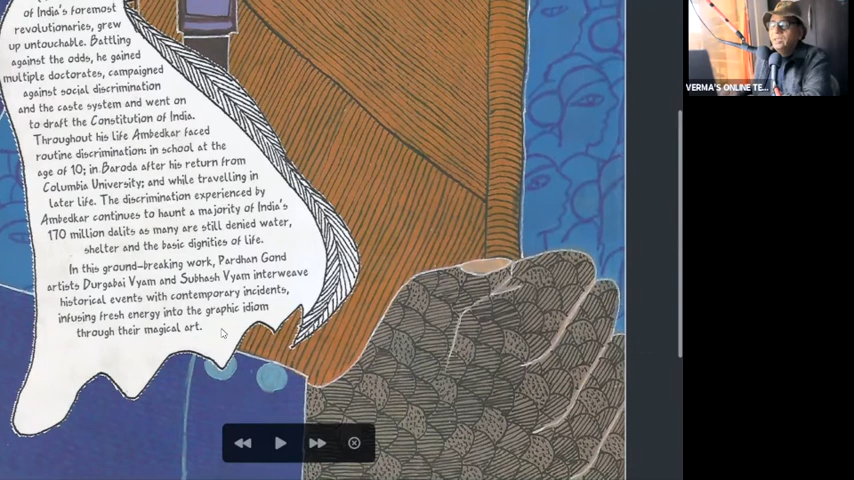 of India's foremost
revolutionaries, grew
up untouchable. Battling
against the odds, he gained
multiple doctorates, campaigned
against social discrimination
and the caste system and went on
to draft the Constitution of India.
Throughout his life Ambedkar faced
routine discrimination: in school at the
age of 10; in Baroda after his return from
Columbia University; and while travelling in
later life. The discrimination experienced by
Ambedkar continues to haunt a majority of India's
170 million dalits as many are still denied water,
shelter and the basic dignities of life.
In this ground-breaking work, Pardhan Gond
artists Durgabai Vyam and Subhash Vyam interweave
historical events with contemporary incidents,
infusing fresh energy into the graphic idiom
through their magical art.
VERMA'S ONLINE TE...